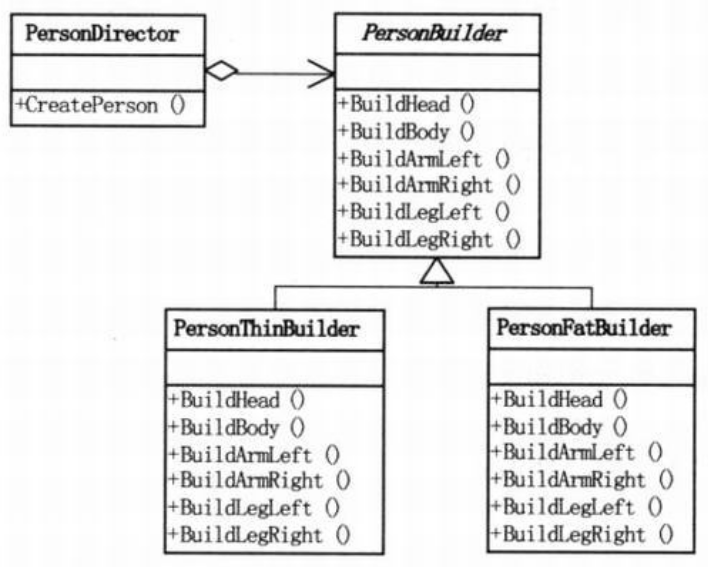 PersonDirector
+CreatePerson ()
PersonBuilder
+BuildHead ()
+BuildBody ()
+BuildArmLeft ()
+BuildArmRight ()
+BuildLegLeft ()
+BuildLegRight ()
PersonThinBuilder
+BuildHead ()
+BuildBody ()
+BuildArmLeft ()
+BuildArmRight ()
+BuildLegLeft ()
+BuildLegRight ()
PersonFatBuilder
+BuildHead ()
+BuildBody ()
+BuildArmLeft ()
+BuildArmRight ()
+BuildLegLeft ()
+BuildLegRight ()